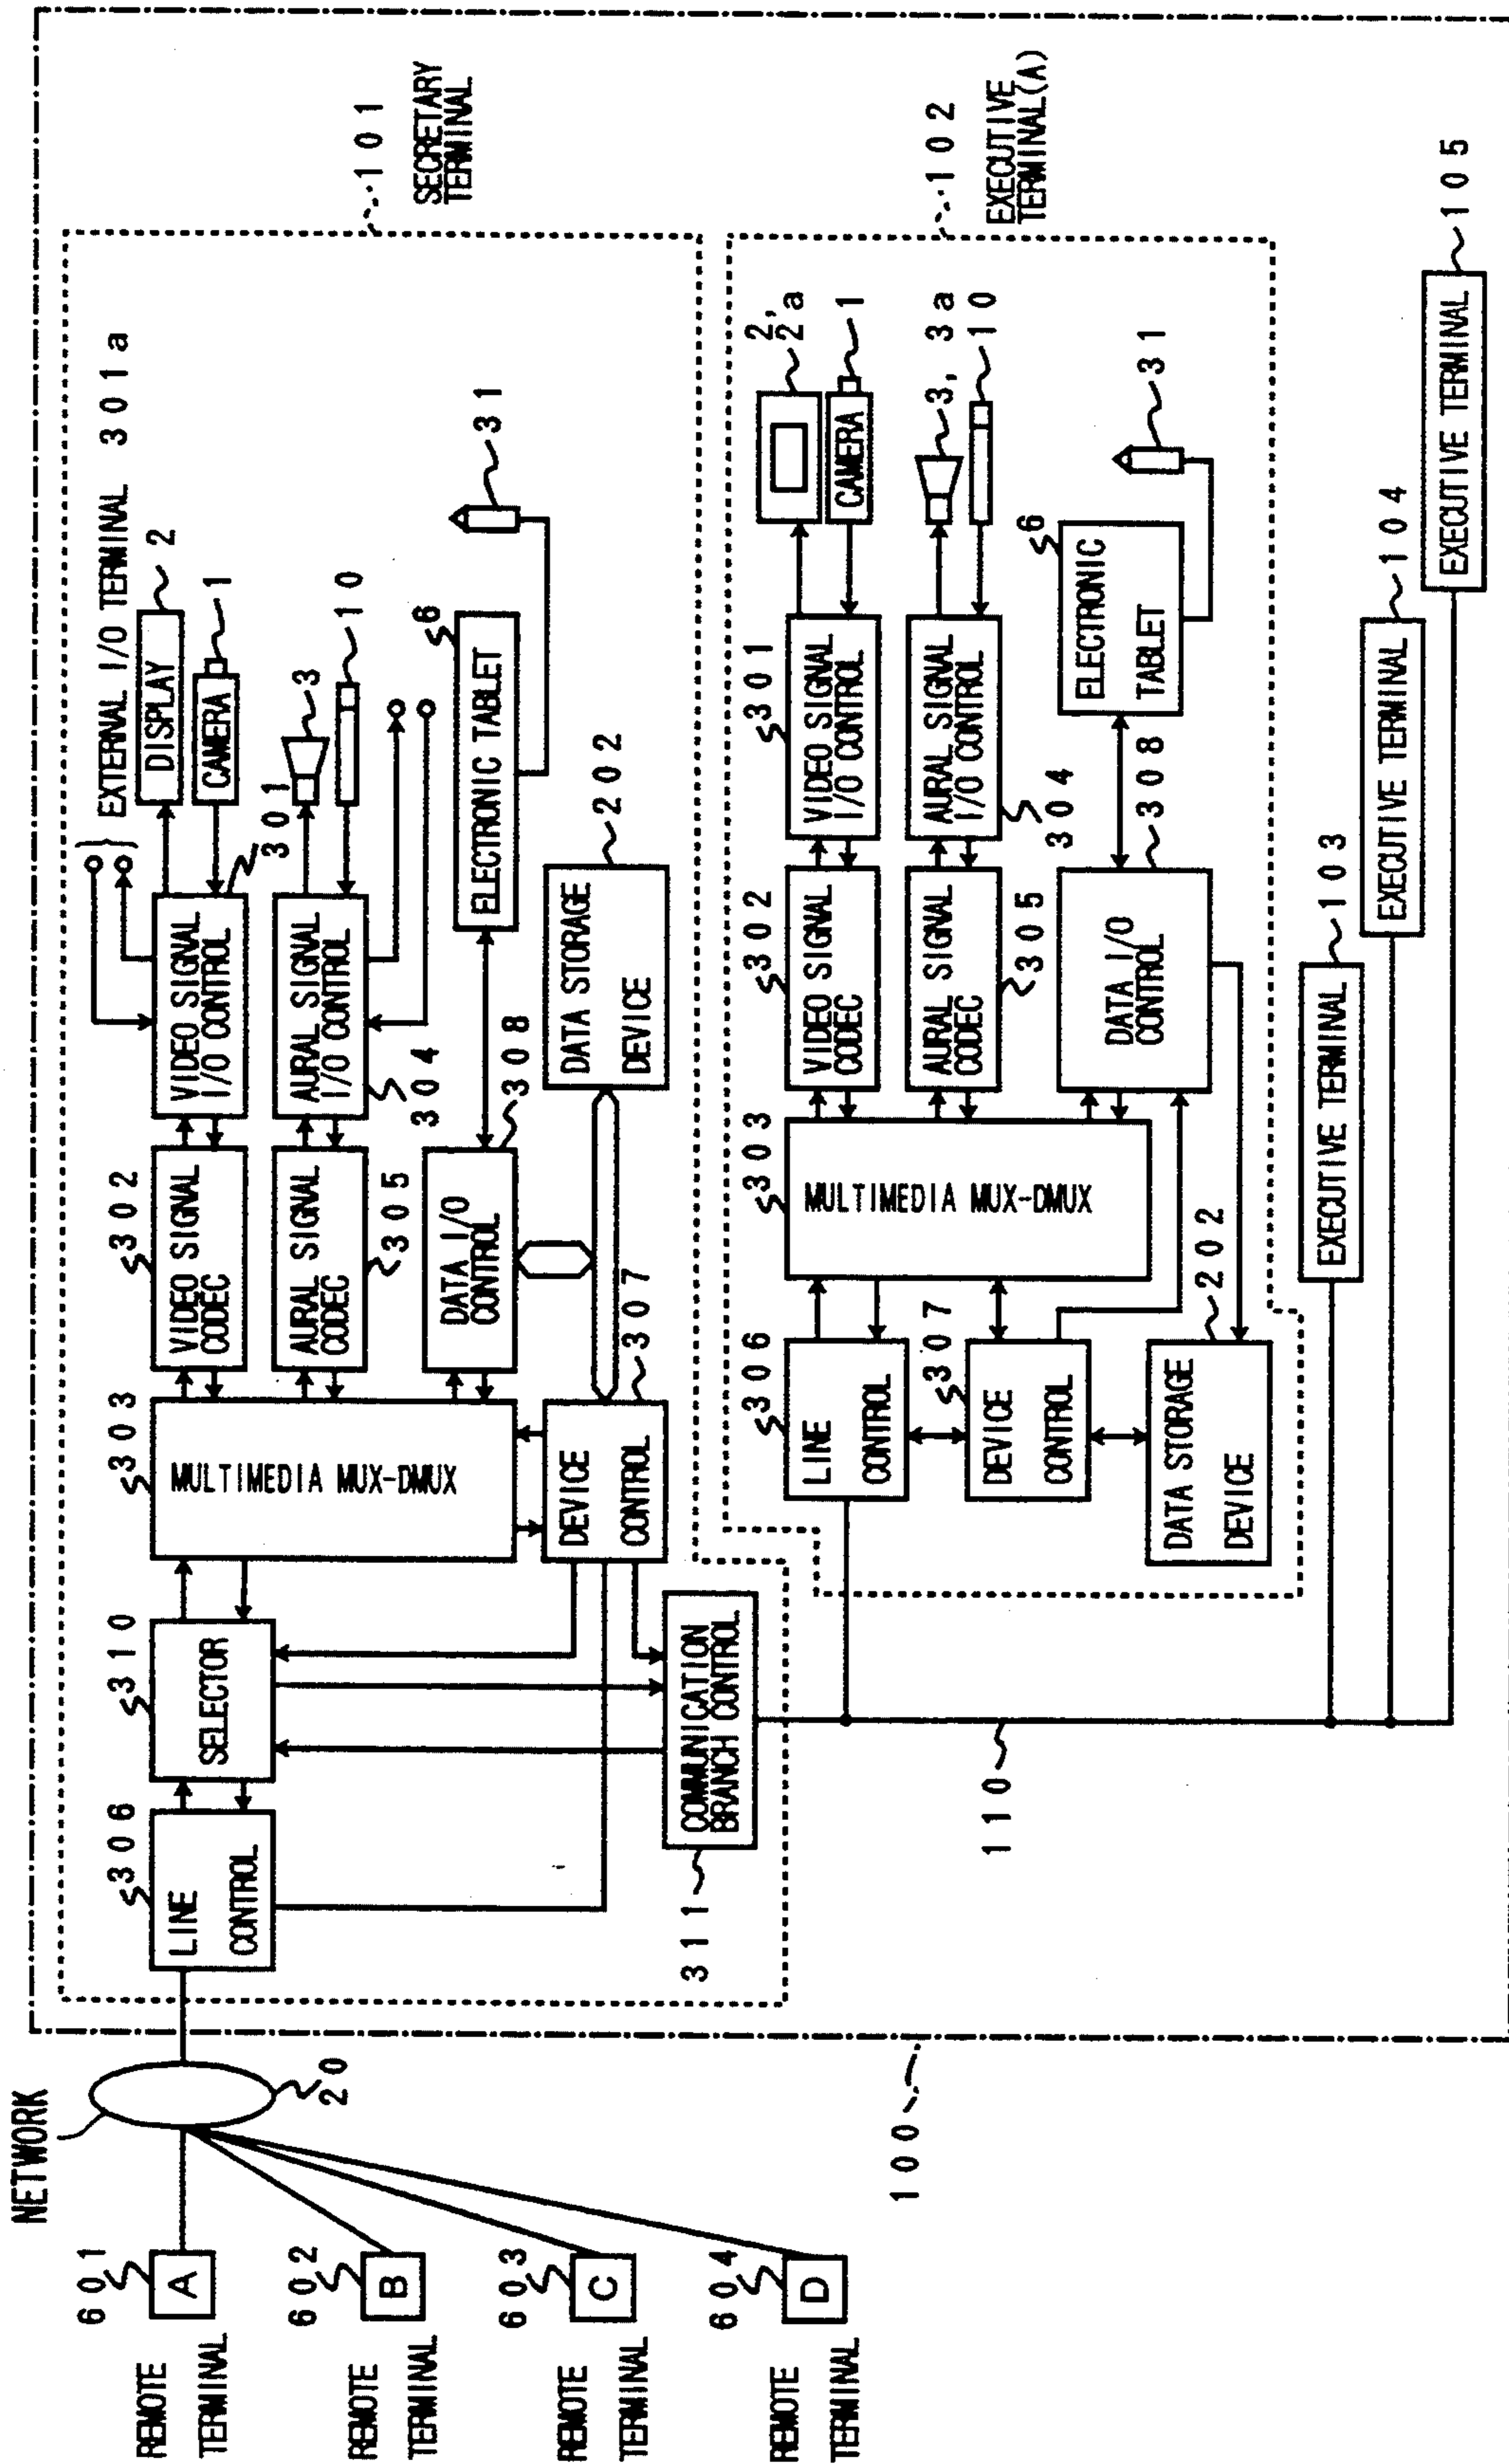 NETWORK
20
601
A
REMOTE
TERMINAL
602
B
REMOTE
TERMINAL
603
C
REMOTE
TERMINAL
604
D
REMOTE
TERMINAL
100
101
SECRETARY
TERMINAL
306
LINE
CONTROL
310
SELECTOR
303
MULTIMEDIA MUX-DMUX
302
VIDEO SIGNAL
CODEC
VIDEO SIGNAL
I/O CONTROL
301
EXTERNAL I/O TERMINAL 301a
DISPLAY
2
CAMERA
1
AURAL SIGNAL
CODEC
305
AURAL SIGNAL
I/O CONTROL
304
3
10
DATA I/O
CONTROL
308
ELECTRONIC TABLET
6
31
DEVICE
CONTROL
307
DATA STORAGE
DEVICE
202
COMMUNICATION
BRANCH CONTROL
311
110
102
EXECUTIVE
TERMINAL(A)
306
LINE
CONTROL
303
MULTIMEDIA MUX-DMUX
302
VIDEO SIGNAL
CODEC
301
VIDEO SIGNAL
I/O CONTROL
2,
2a
CAMERA
1
AURAL SIGNAL
CODEC
305
AURAL SIGNAL
I/O CONTROL
304
3, 3a
10
307
DEVICE
CONTROL
DATA I/O
CONTROL
308
6
ELECTRONIC
TABLET
31
DATA STORAGE
DEVICE
202
EXECUTIVE TERMINAL
103
EXECUTIVE TERMINAL
104
EXECUTIVE TERMINAL
105